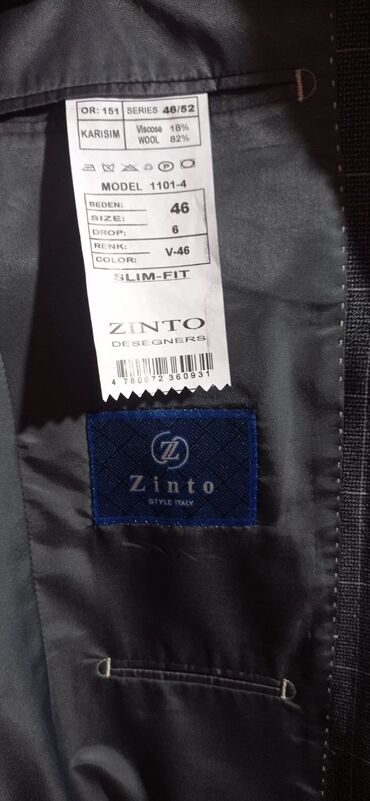 OR: 151 SERIES 46/52
KARISIM Viscose 18%
WOOL 82%
MODEL 1101-4
BEDEN:
SIZE: 46
DROP: 6
RENK:
COLOR: V-46
SLIM-FIT
ZINTO
DESEGNERS
4 780072 360931
Z
Zinto
STYLE ITALY